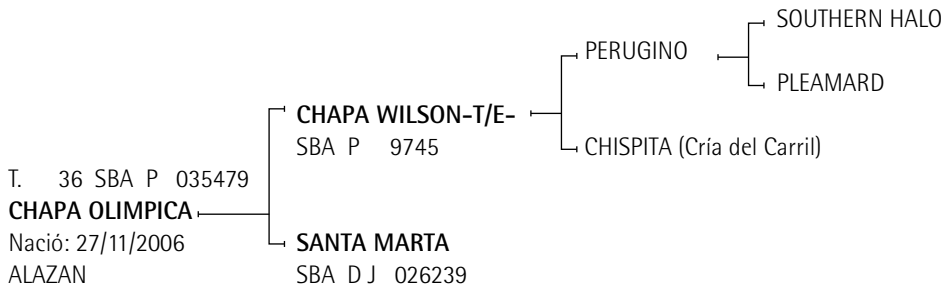 SOUTHERN HALO
PERUGINO
PLEAMARD
CHAPA WILSON-T/E-
SBA P 9745
CHISPITA (Cría del Carril)
T. 36 SBA P 035479
CHAPA OLIMPICA
Nació: 27/11/2006
ALAZAN
SANTA MARTA
SBA D J 026239